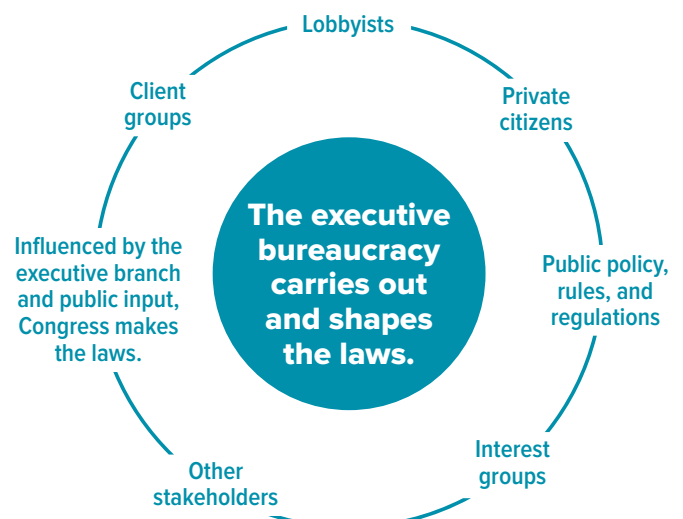 Lobbyists
Client
groups
Private
citizens
The executive
bureaucracy
carries out
and shapes
the laws.
Influenced by the
executive branch
and public input,
Congress makes
the laws.
Public policy,
rules, and
regulations
Interest
groups
Other
stakeholders